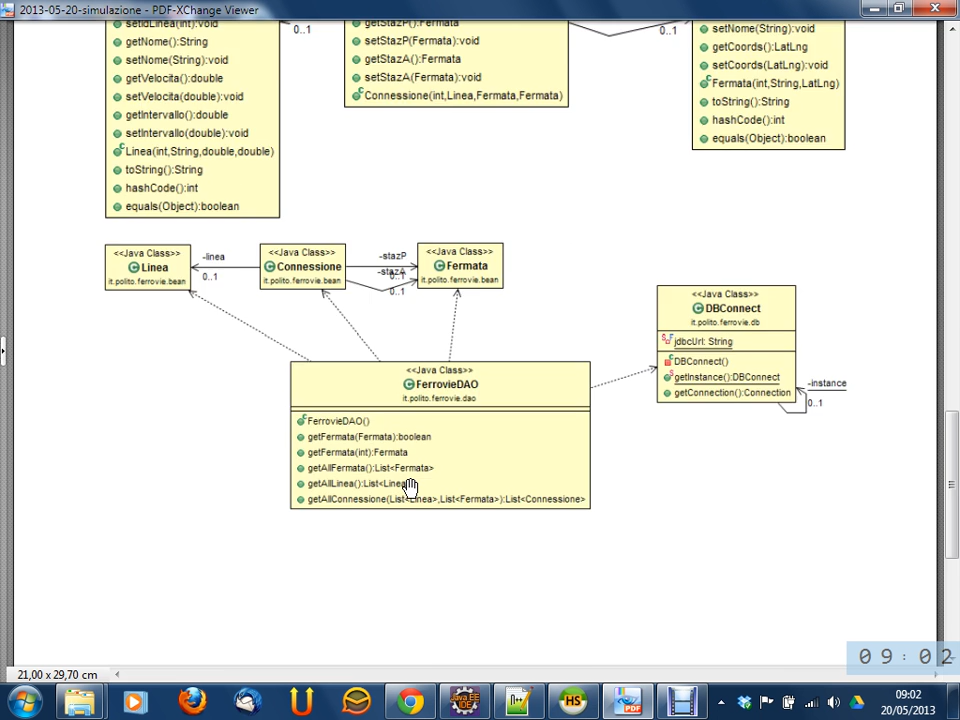 2013-05-20-simulazione - PDF-XChange Viewer
setIdLinea(int):void
getNome():String
setNome(String):void
getVelocita():double
setVelocita(double):void
getIntervallo():double
setIntervallo(double):void
Linea(int,String,double,double)
toString():String
hashCode():int
equals(Object):boolean
0..1
getStazP():Fermata
setStazP(Fermata):void
getStazA():Fermata
setStazA(Fermata):void
Connessione(int,Linea,Fermata,Fermata)
0..1
setNome(String):void
getCoords():LatLng
setCoords(LatLng):void
Fermata(int,String,LatLng)
toString():String
hashCode():int
equals(Object):boolean
<<Java Class>>
Linea
it.polito.ferrovie.bean
-linea
0..1
<<Java Class>>
Connessione
it.polito.ferrovie.bean
-stazP
-stazA
0..1
0..1
<<Java Class>>
Fermata
it.polito.ferrovie.bean
<<Java Class>>
DBConnect
it.polito.ferrovie.db
jdbcUrl: String
DBConnect()
getInstance():DBConnect
getConnection():Connection
-instance
0..1
<<Java Class>>
FerrovieDAO
it.polito.ferrovie.dao
FerrovieDAO()
getFermata(Fermata):boolean
getFermata(int):Fermata
getAllFermata():List<Fermata>
getAllLinea():List<Linea
getAllConnessione(List<Linea>,List<Fermata>):List<Connessione>
09:02
21,00 x 29,70 cm
Java EE
IDE
N++
HS
PDF
09:02
20/05/2013